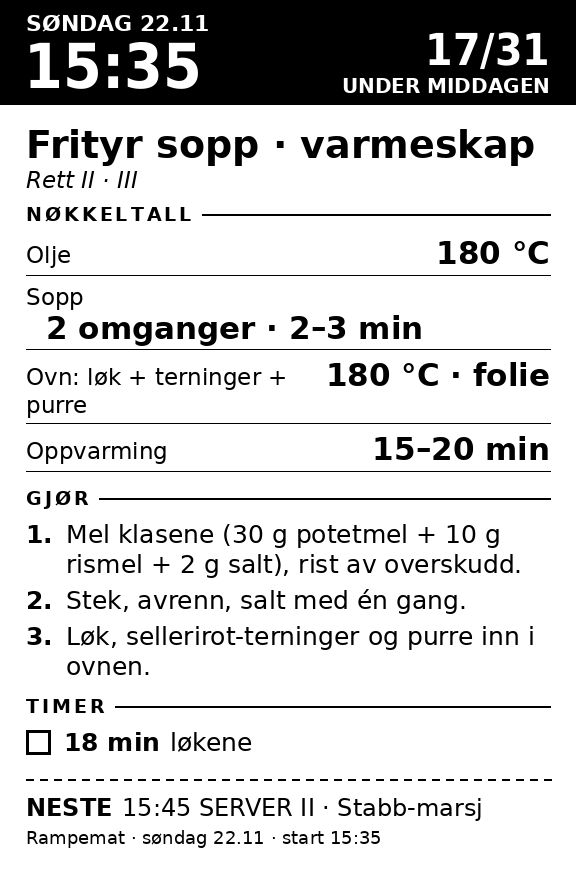 SØNDAG 22.11
15:35
17/31
UNDER MIDDAGEN
Frityr sopp · varmeskap
Rett II · III
NØKKELTALL
Olje 180 °C
Sopp
2 omganger · 2–3 min
Ovn: løk + terninger + 180 °C · folie
purre
Oppvarming 15–20 min
GJØR
1. Mel klasene (30 g potetmel + 10 g
rismel + 2 g salt), rist av overskudd.
2. Stek, avrenn, salt med én gang.
3. Løk, sellerirot-terninger og purre inn i
ovnen.
TIMER
18 min løkene
NESTE 15:45 SERVER II · Stabb-marsj
Rampemat · søndag 22.11 · start 15:35